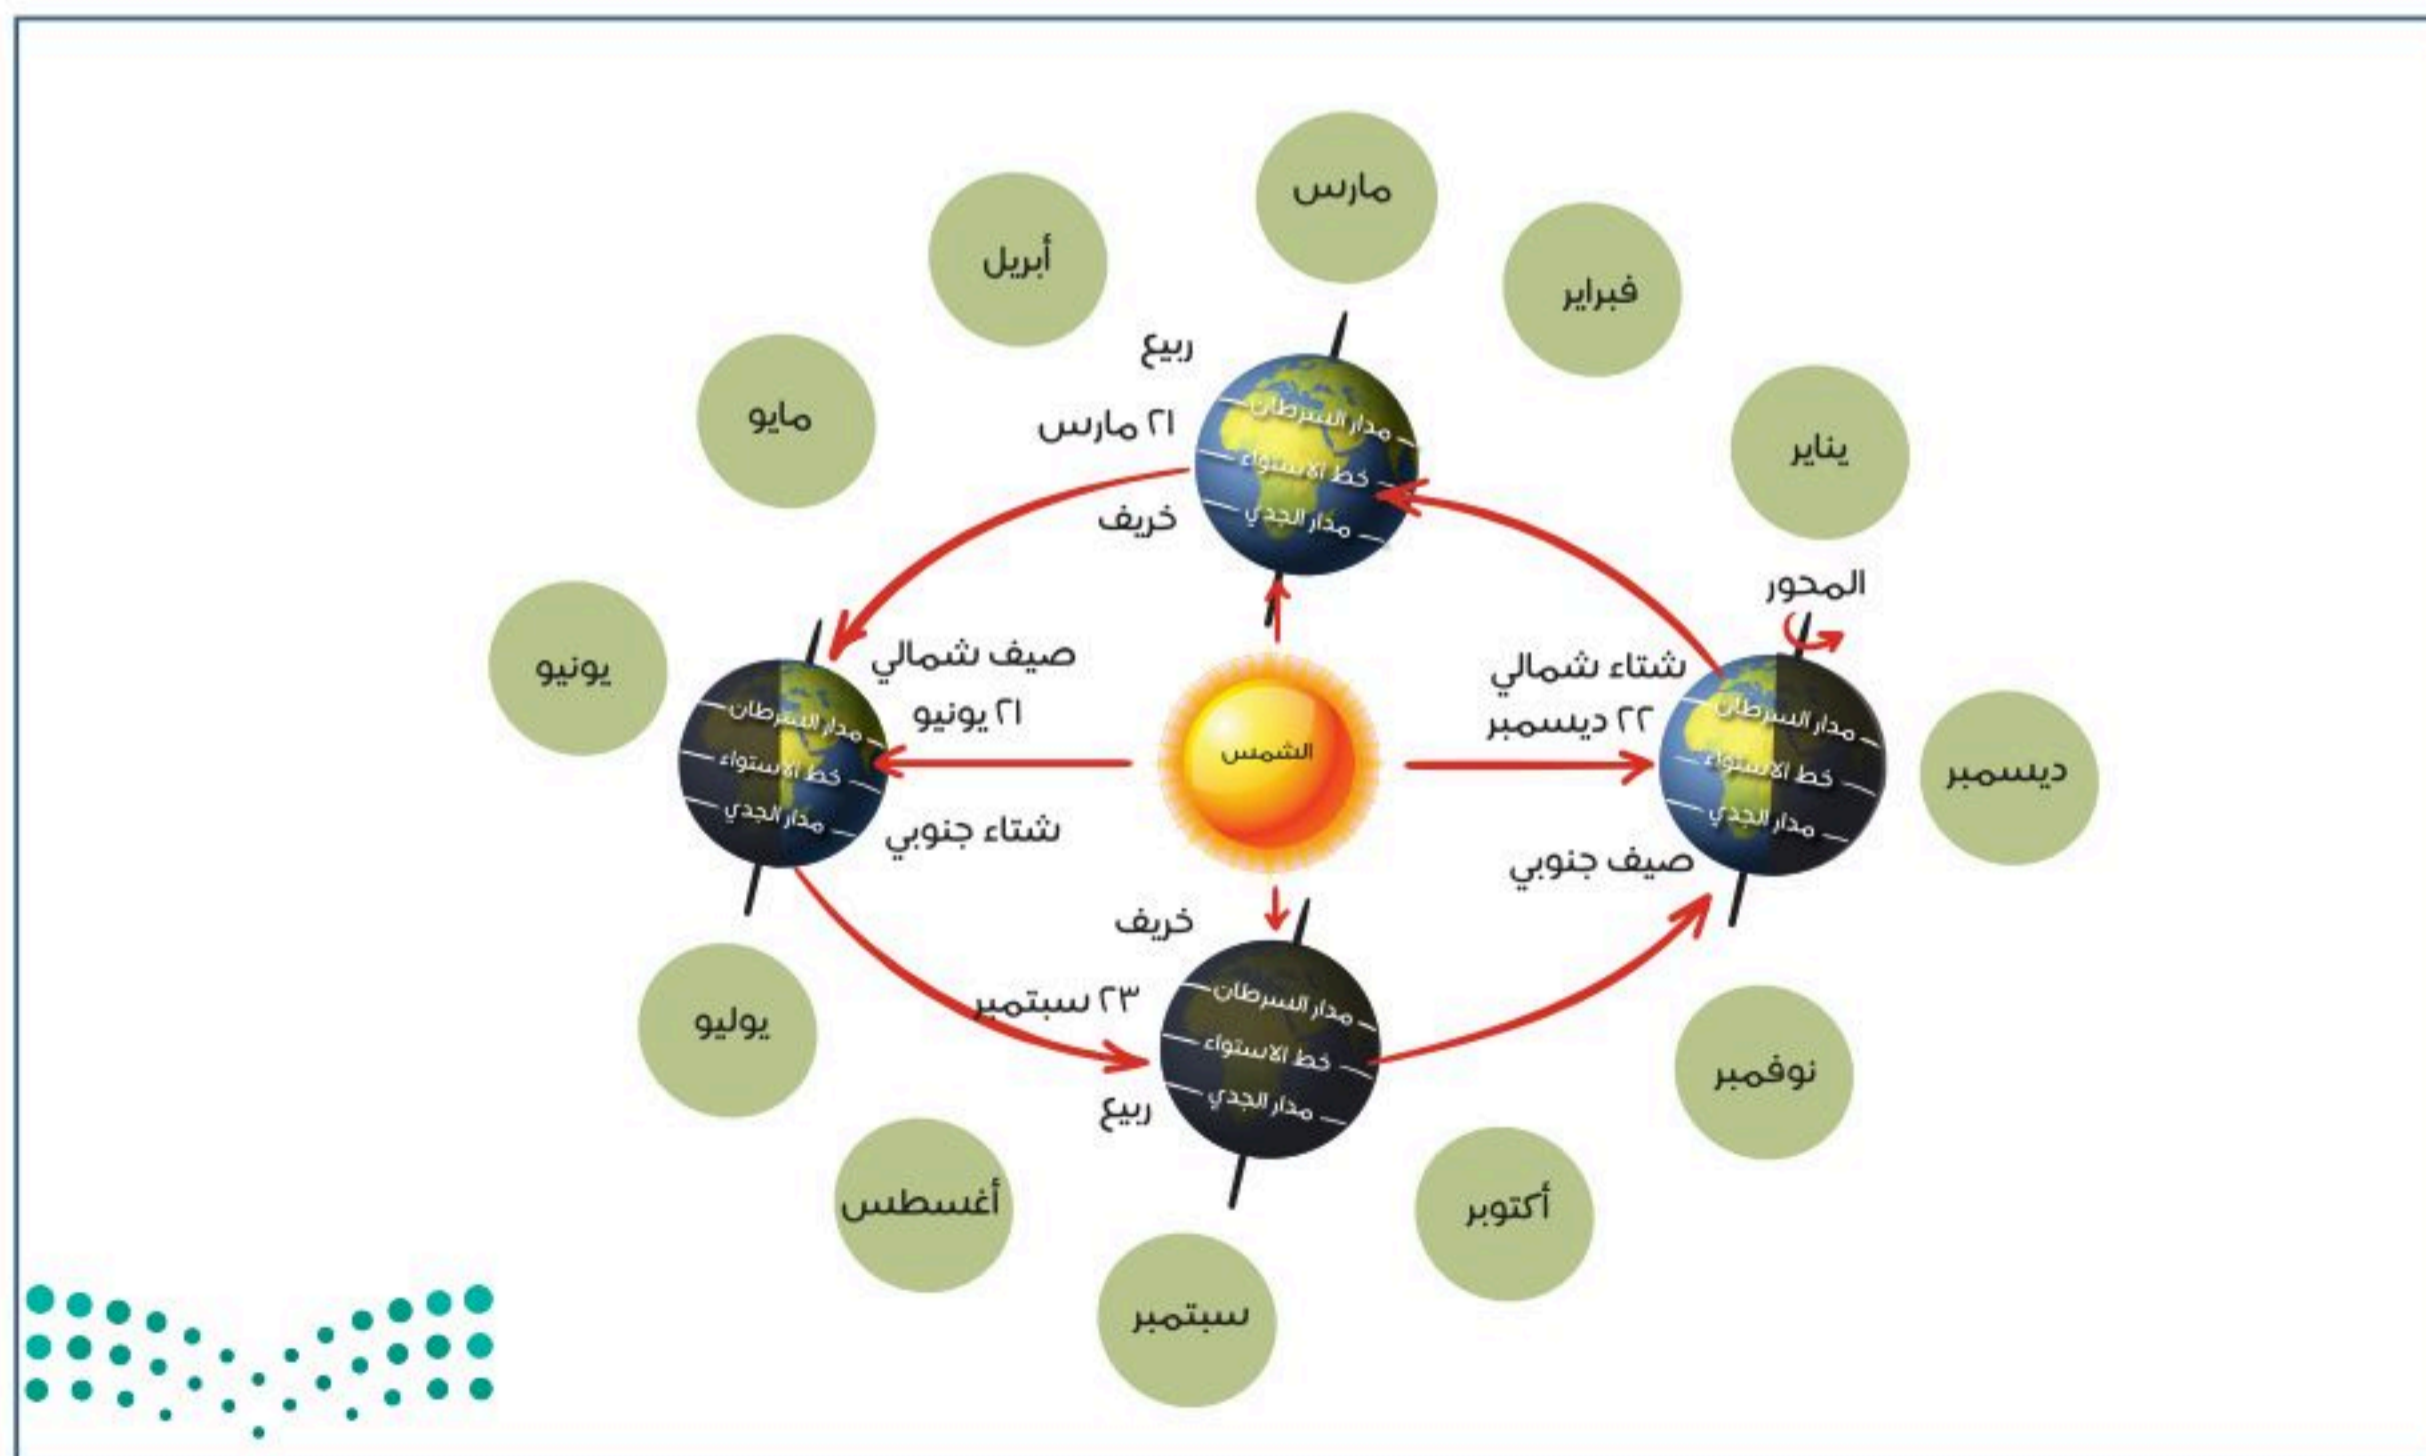 مارس
أبريل
فبراير
مايو
يناير
ربيع
٢١ مارس
خريف
مدار السرطان
خط الاستواء
مدار الجدي
المحور
يونيو
صيف شمالي
٢١ يونيو
شتاء جنوبي
مدار السرطان
خط الاستواء
مدار الجدي
الشمس
شتاء شمالي
٢٢ ديسمبر
صيف جنوبي
مدار السرطان
خط الاستواء
مدار الجدي
ديسمبر
خريف
٢٣ سبتمبر
ربيع
مدار السرطان
خط الاستواء
مدار الجدي
يوليو
نوفمبر
أغسطس
أكتوبر
سبتمبر